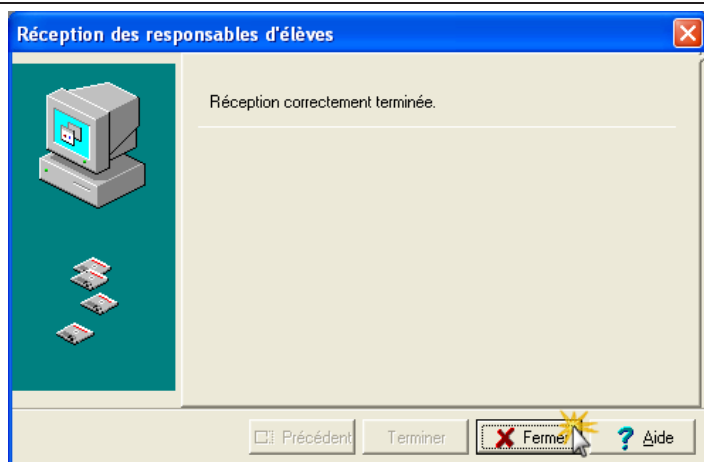 Réception des responsables d'élèves
Réception correctement terminée.
Précédent
Terminer
Fermer
Aide